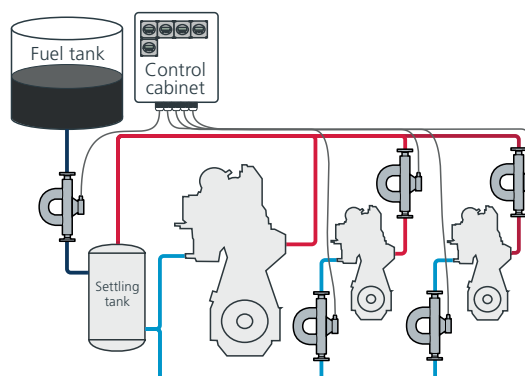 Fuel tank
Control
cabinet
Settling
tank